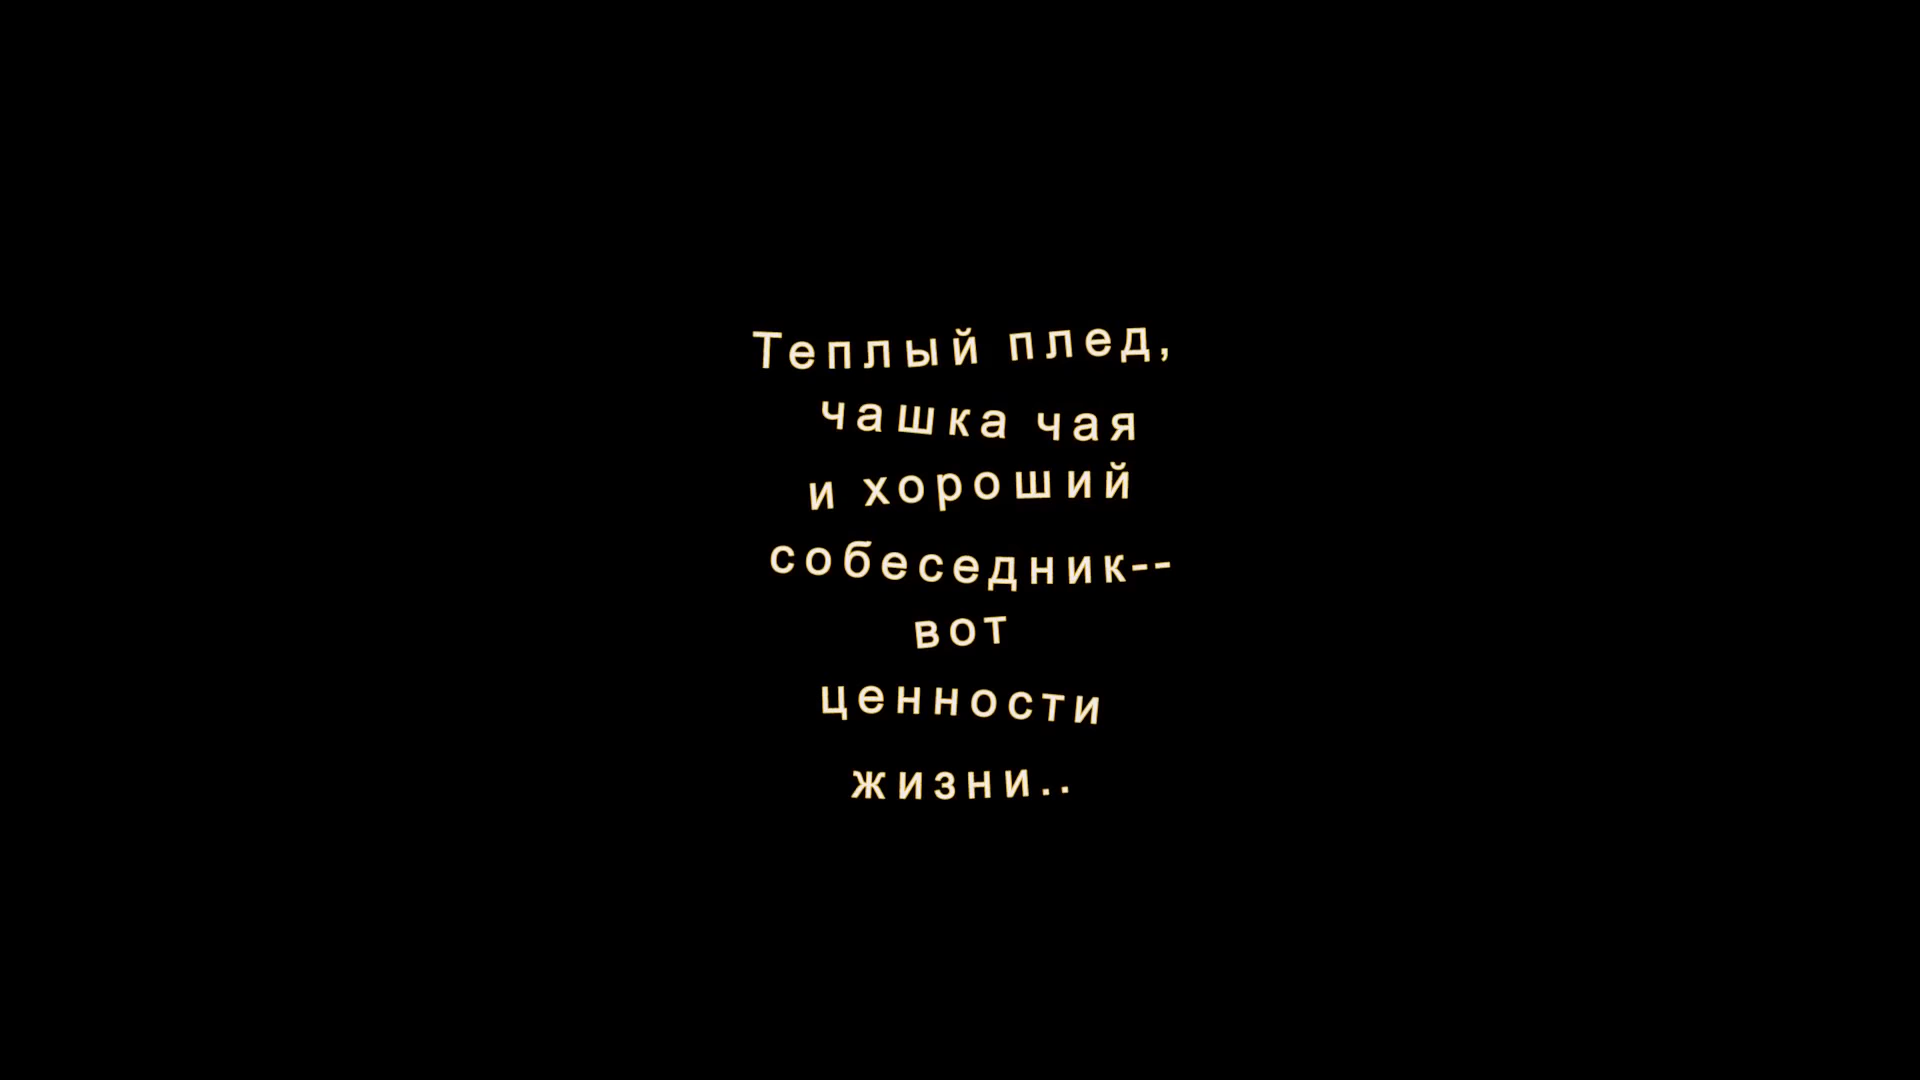 Теплый плед,
чашка чая
и хороший
собеседник--
вот
ценности
жизни..